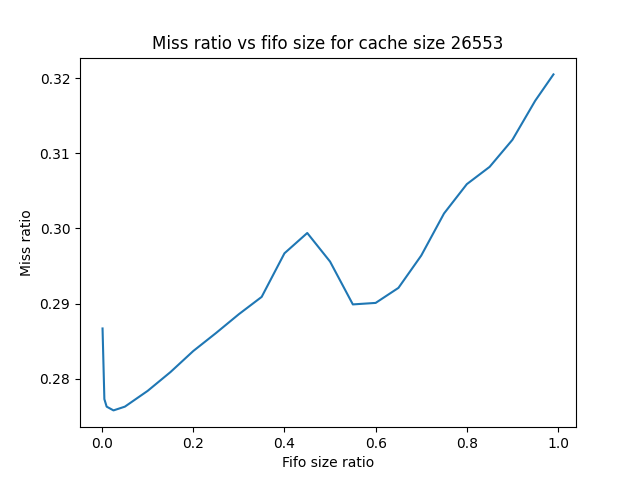 Miss ratio vs fifo size for cache size 26553
0.32
0.31
0.30
0.29
0.28
Miss ratio
0.0 0.2 0.4 0.6 0.8 1.0
Fifo size ratio